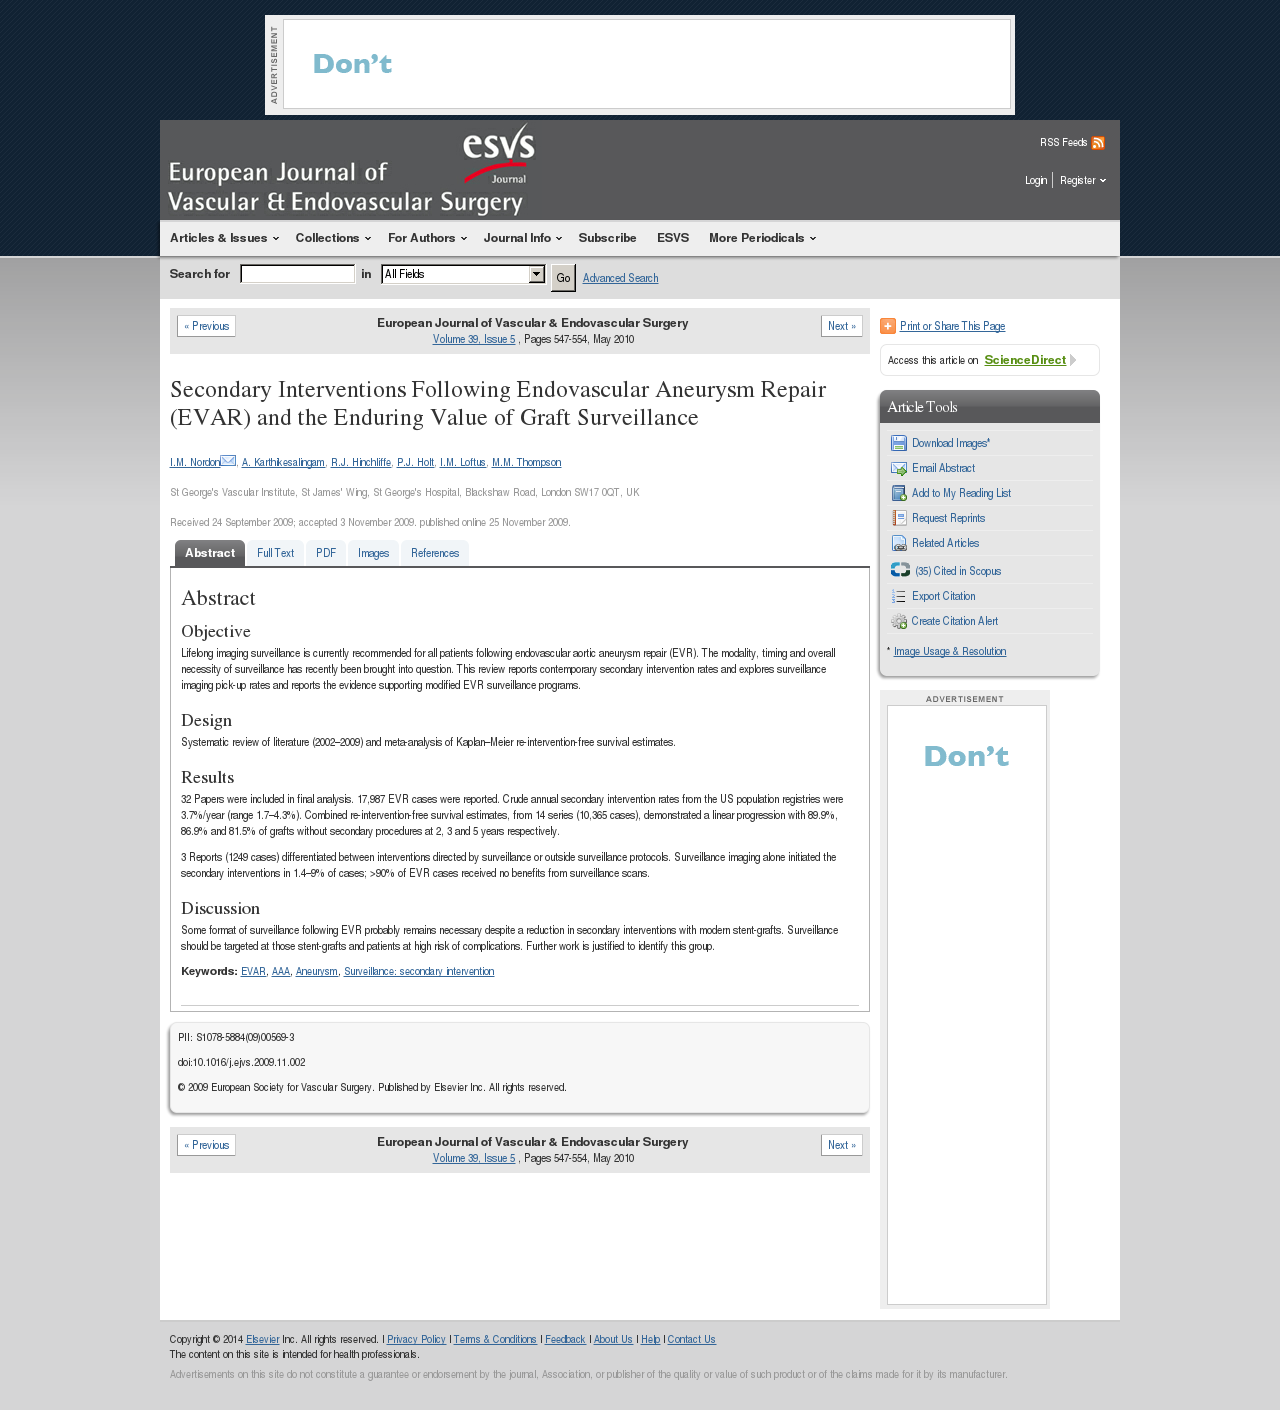 ADVERTISEMENT
Don't
European Journal of
Vascular & Endovascular Surgery
esvs
Journal
RSS Feeds
Login Register
Articles & Issues Collections For Authors Journal Info Subscribe ESVS More Periodicals
Search for in All Fields Go Advanced Search
« Previous European Journal of Vascular & Endovascular Surgery Next »
Volume 39, Issue 5 , Pages 547-554, May 2010
Secondary Interventions Following Endovascular Aneurysm Repair
(EVAR) and the Enduring Value of Graft Surveillance
I.M. Nordon, A. Karthikesalingam, R.J. Hinchliffe, P.J. Holt, I.M. Loftus, M.M. Thompson
St George's Vascular Institute, St James' Wing, St George's Hospital, Blackshaw Road, London SW17 0QT, UK
Received 24 September 2009; accepted 3 November 2009. published online 25 November 2009.
Abstract Full Text PDF Images References
Abstract
Objective
Lifelong imaging surveillance is currently recommended for all patients following endovascular aortic aneurysm repair (EVR). The modality, timing and overall
necessity of surveillance has recently been brought into question. This review reports contemporary secondary intervention rates and explores surveillance
imaging pick-up rates and reports the evidence supporting modified EVR surveillance programs.
Design
Systematic review of literature (2002–2009) and meta-analysis of Kaplan–Meier re-intervention-free survival estimates.
Results
32 Papers were included in final analysis. 17,987 EVR cases were reported. Crude annual secondary intervention rates from the US population registries were
3.7%/year (range 1.7–4.3%). Combined re-intervention-free survival estimates, from 14 series (10,365 cases), demonstrated a linear progression with 89.9%,
86.9% and 81.5% of grafts without secondary procedures at 2, 3 and 5 years respectively.
3 Reports (1249 cases) differentiated between interventions directed by surveillance or outside surveillance protocols. Surveillance imaging alone initiated the
secondary interventions in 1.4–9% of cases; >90% of EVR cases received no benefits from surveillance scans.
Discussion
Some format of surveillance following EVR probably remains necessary despite a reduction in secondary interventions with modern stent-grafts. Surveillance
should be targeted at those stent-grafts and patients at high risk of complications. Further work is justified to identify this group.
Keywords: EVAR, AAA, Aneurysm, Surveillance: secondary intervention
PII: S1078-5884(09)00569-3
doi:10.1016/j.ejvs.2009.11.002
© 2009 European Society for Vascular Surgery. Published by Elsevier Inc. All rights reserved.
« Previous European Journal of Vascular & Endovascular Surgery Next »
Volume 39, Issue 5 , Pages 547-554, May 2010
Print or Share This Page
Access this article on ScienceDirect
Article Tools
Download Images*
Email Abstract
Add to My Reading List
Request Reprints
Related Articles
(35) Cited in Scopus
Export Citation
Create Citation Alert
* Image Usage & Resolution
ADVERTISEMENT
Don't
Copyright © 2014 Elsevier Inc. All rights reserved. | Privacy Policy | Terms & Conditions | Feedback | About Us | Help | Contact Us
The content on this site is intended for health professionals.
Advertisements on this site do not constitute a guarantee or endorsement by the journal, Association, or publisher of the quality or value of such product or of the claims made for it by its manufacturer.